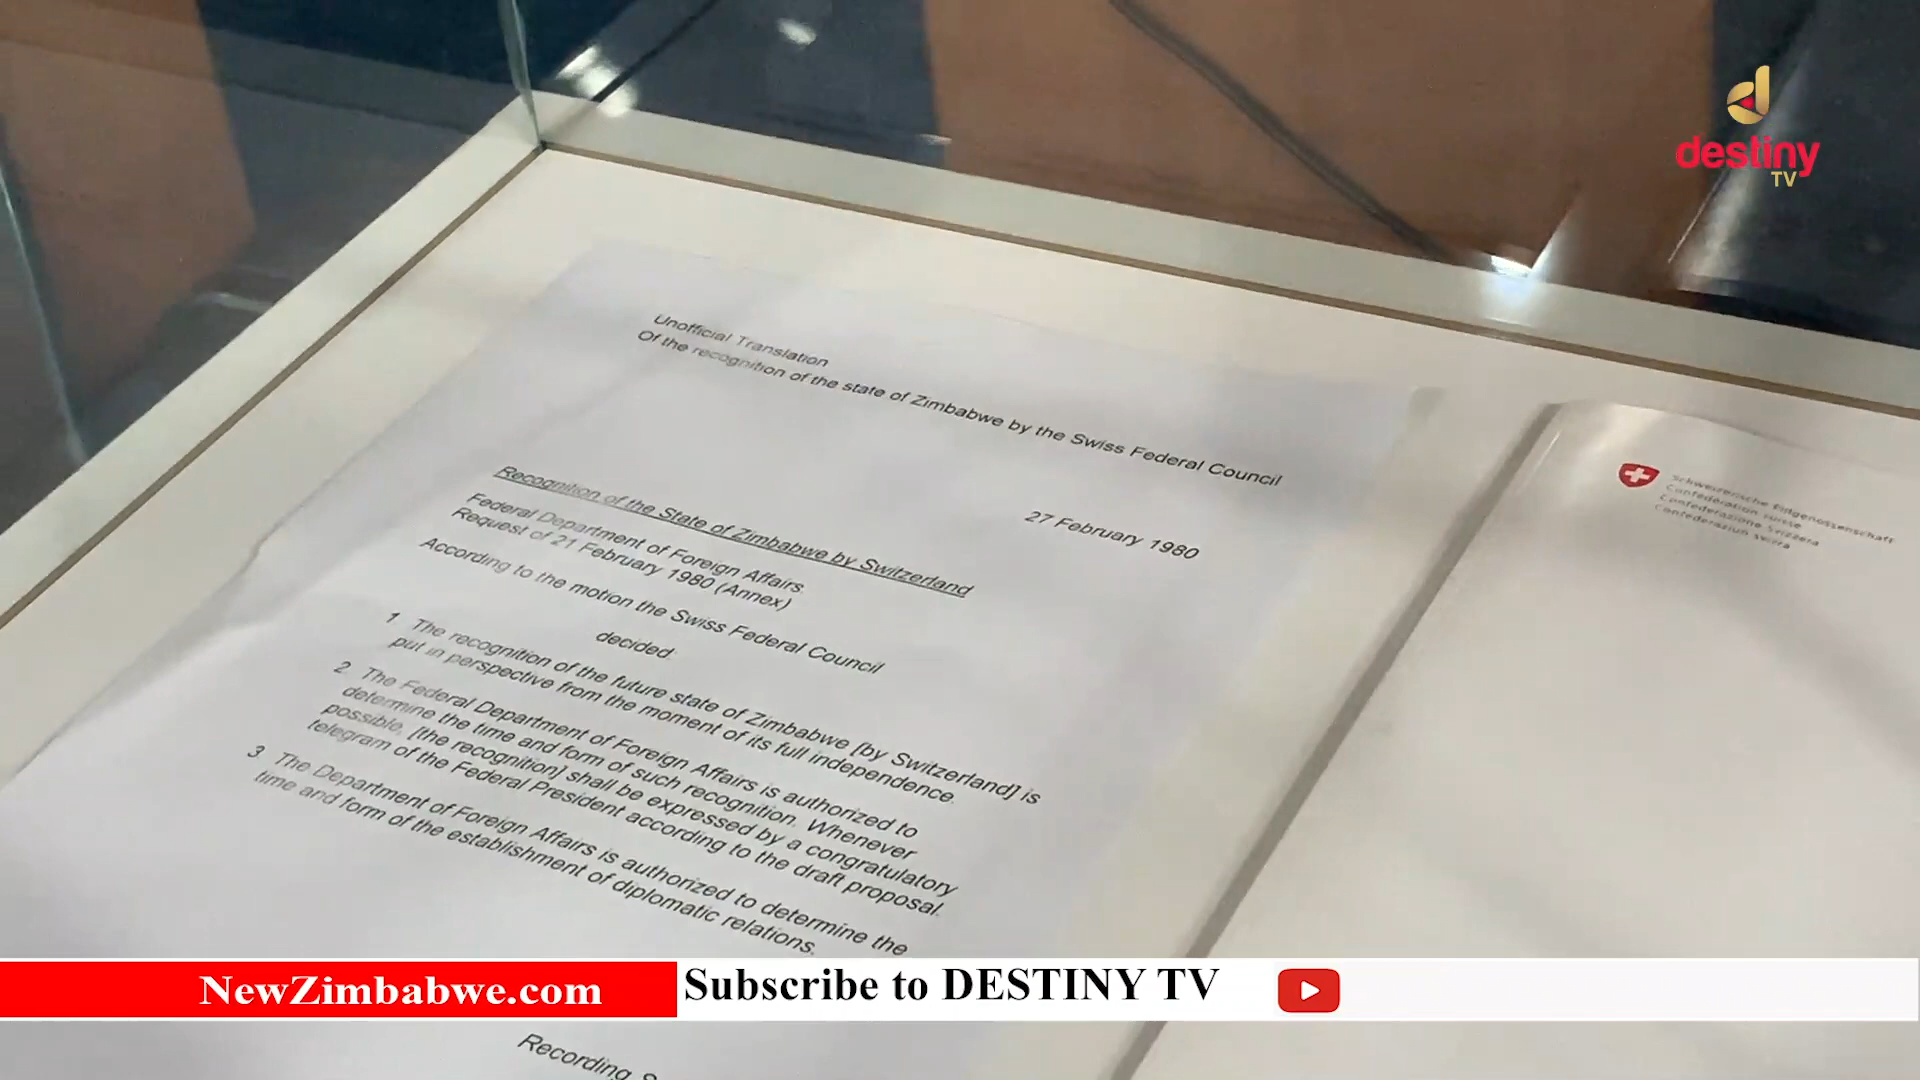 destiny
TV
Unofficial Translation
Of the recognition of the state of Zimbabwe by the Swiss Federal Council
27 February 1980
Recognition of the State of Zimbabwe by Switzerland
Federal Department of Foreign Affairs.
Request of 21 February 1980 (Annex)
According to the motion the Swiss Federal Council
decided:
1 The recognition of the future state of Zimbabwe [by Switzerland] is
put in perspective from the moment of its full independence.
2 The Federal Department of Foreign Affairs is authorized to
determine the time and form of such recognition. Whenever
possible, [the recognition] shall be expressed by a congratulatory
telegram of the Federal President according to the draft proposal.
3 The Department of Foreign Affairs is authorized to determine the
time and form of the establishment of diplomatic relations.
Recording
Schweizerische Eidgenossenschaft
Confédération suisse
Confederazione Svizzera
Confederaziun svizra
NewZimbabwe.com
Subscribe to DESTINY TV